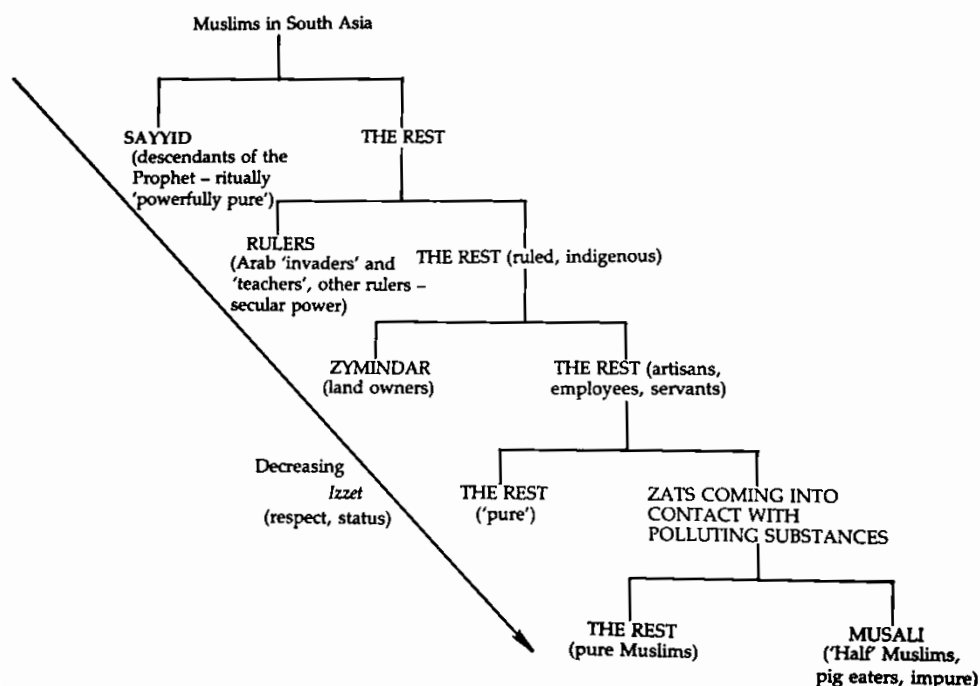 Muslims in South Asia
SAYYID
(descendants of the
Prophet – ritually
'powerfully pure')
THE REST
RULERS
(Arab 'invaders' and
'teachers', other rulers –
secular power)
THE REST (ruled, indigenous)
ZYMINDAR
(land owners)
THE REST (artisans,
employees, servants)
Decreasing
Izzet
(respect, status)
THE REST
('pure')
ZATS COMING INTO
CONTACT WITH
POLLUTING SUBSTANCES
THE REST
(pure Muslims)
MUSALI
('Half' Muslims,
pig eaters, impure)